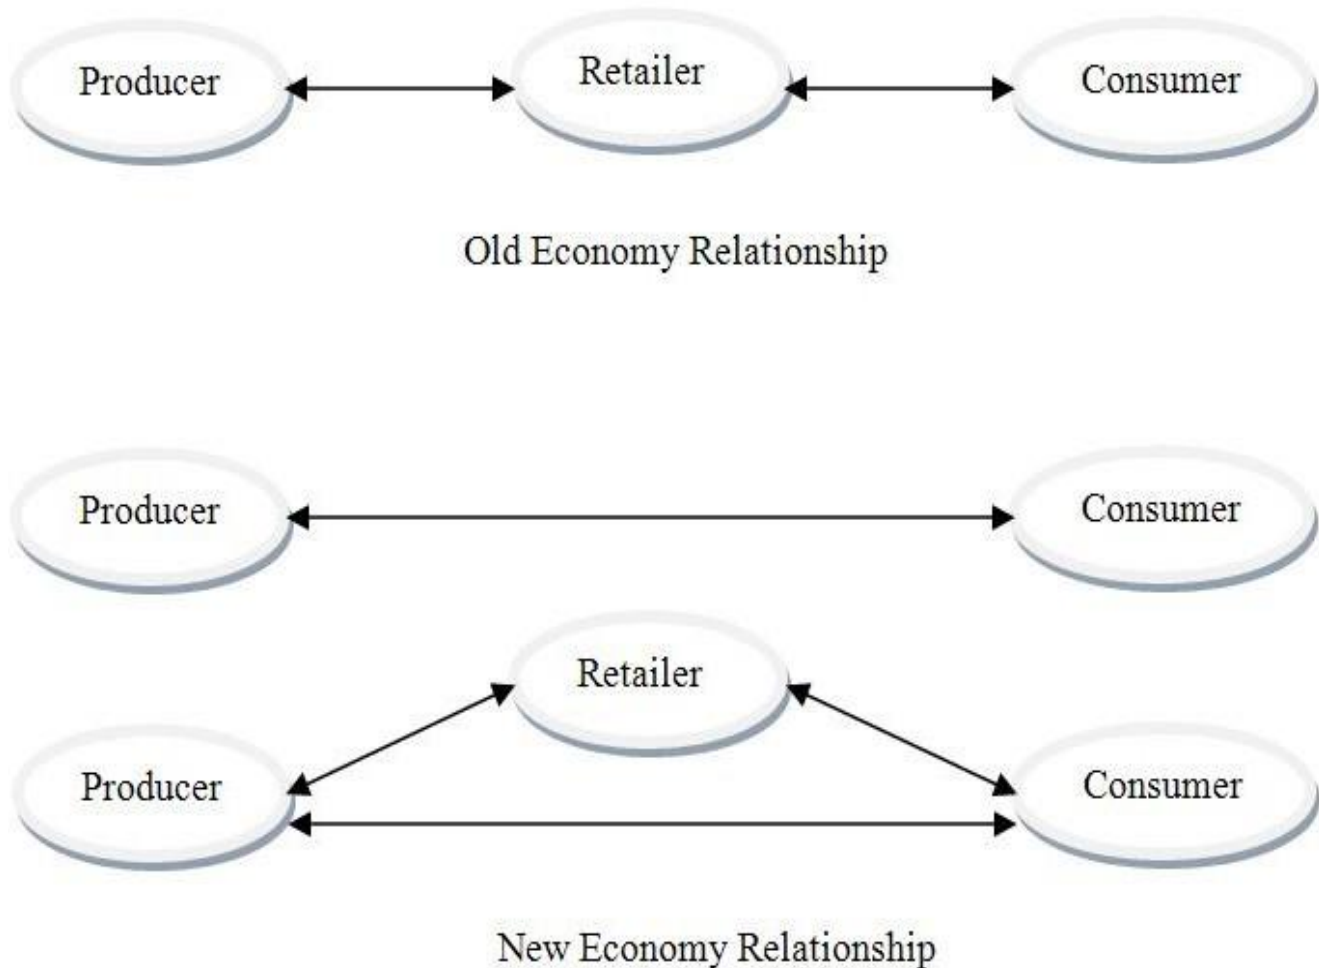 Producer
Retailer
Consumer
Old Economy Relationship
Producer
Consumer
Retailer
Producer
Consumer
New Economy Relationship